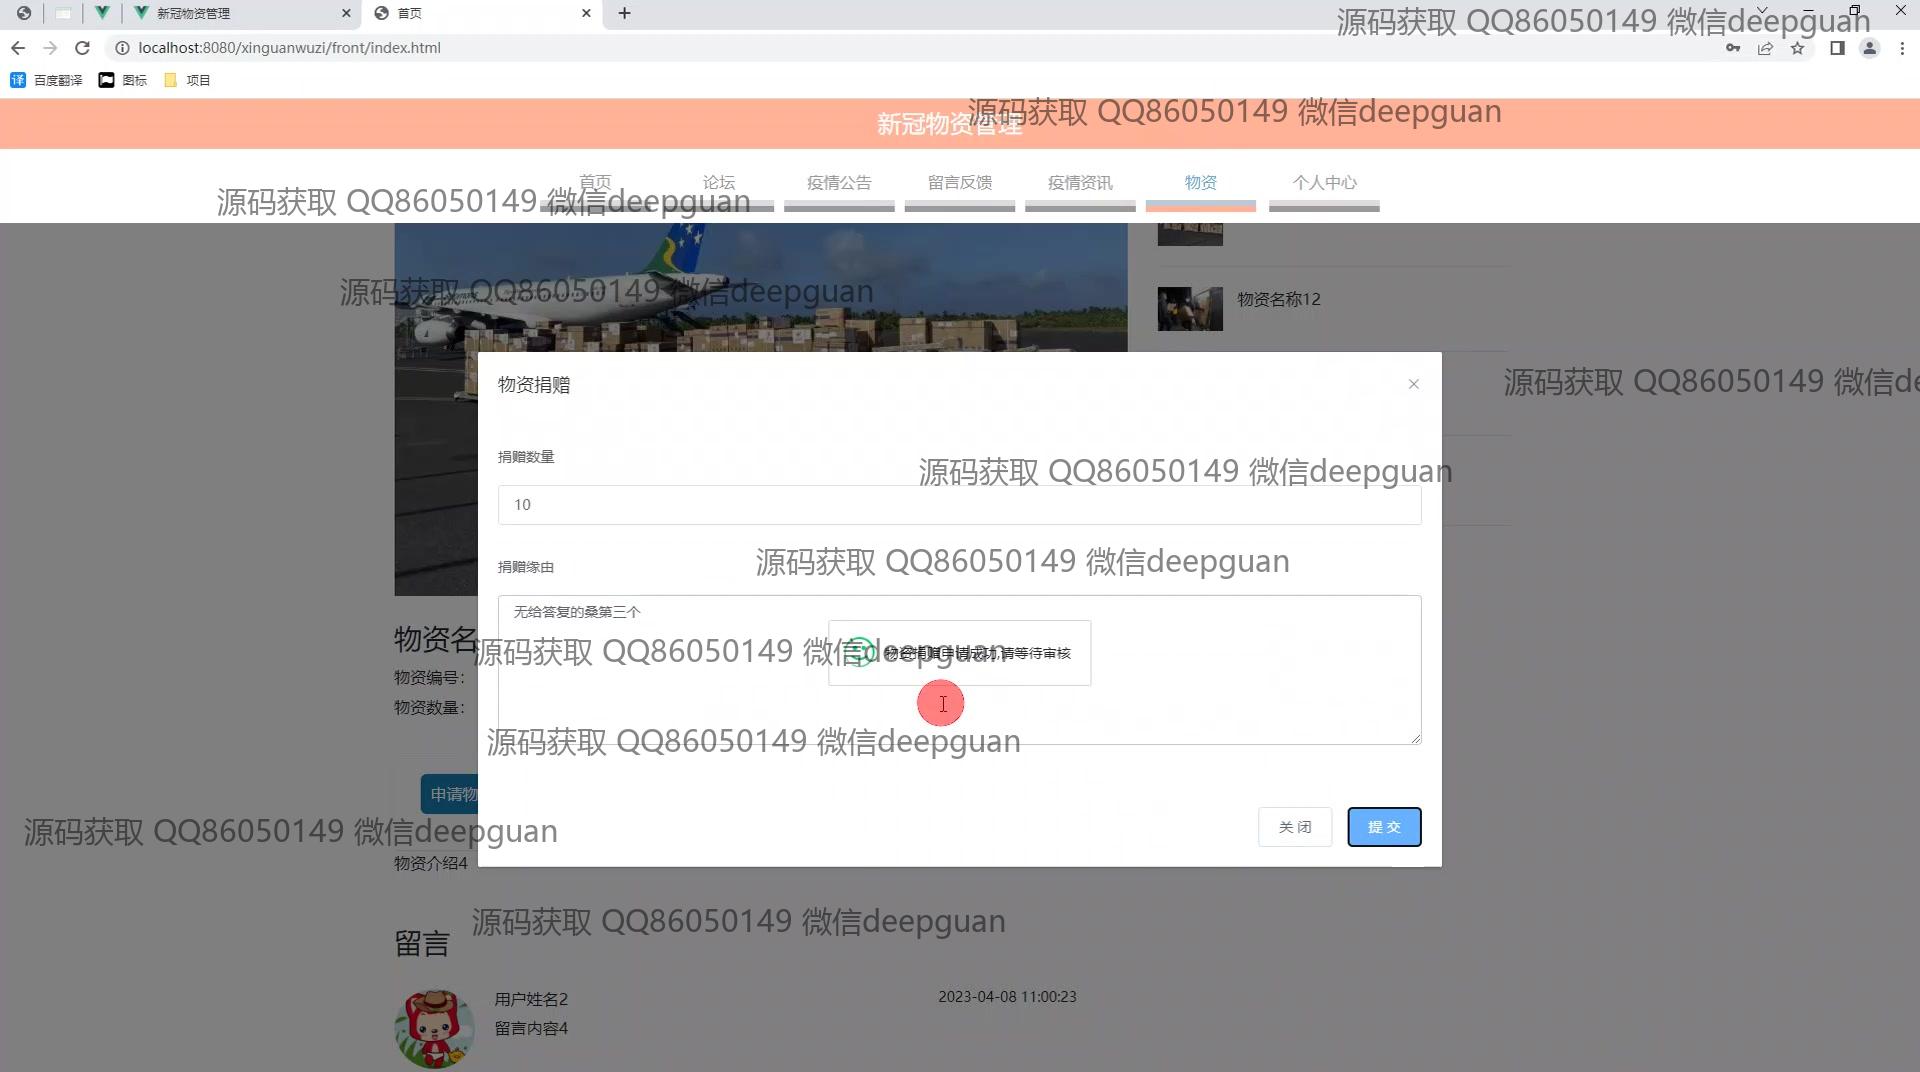 新冠物资管理
首页
源码获取 QQ86050149 微信deepguan
localhost:8080/xinguanwuzi/front/index.html
百度翻译
图标
项目
新冠物资管理
源码获取 QQ86050149 微信deepguan
首页
论坛
疫情公告
留言反馈
疫情资讯
物资
个人中心
源码获取 QQ86050149 微信deepguan
源码获取 QQ86050149 微信deepguan
物资名称12
物资捐赠
源码获取 QQ86050149 微信de
捐赠数量
源码获取 QQ86050149 微信deepguan
10
捐赠缘由
源码获取 QQ86050149 微信deepguan
无给答复的桑第三个
物资名
源码获取 QQ86050149 微信deepguan
物资捐赠申请成功,请等待审核
物资编号：
物资数量：
源码获取 QQ86050149 微信deepguan
申请物
关闭
提交
源码获取 QQ86050149 微信deepguan
物资介绍4
源码获取 QQ86050149 微信deepguan
留言
用户姓名2
2023-04-08 11:00:23
留言内容4